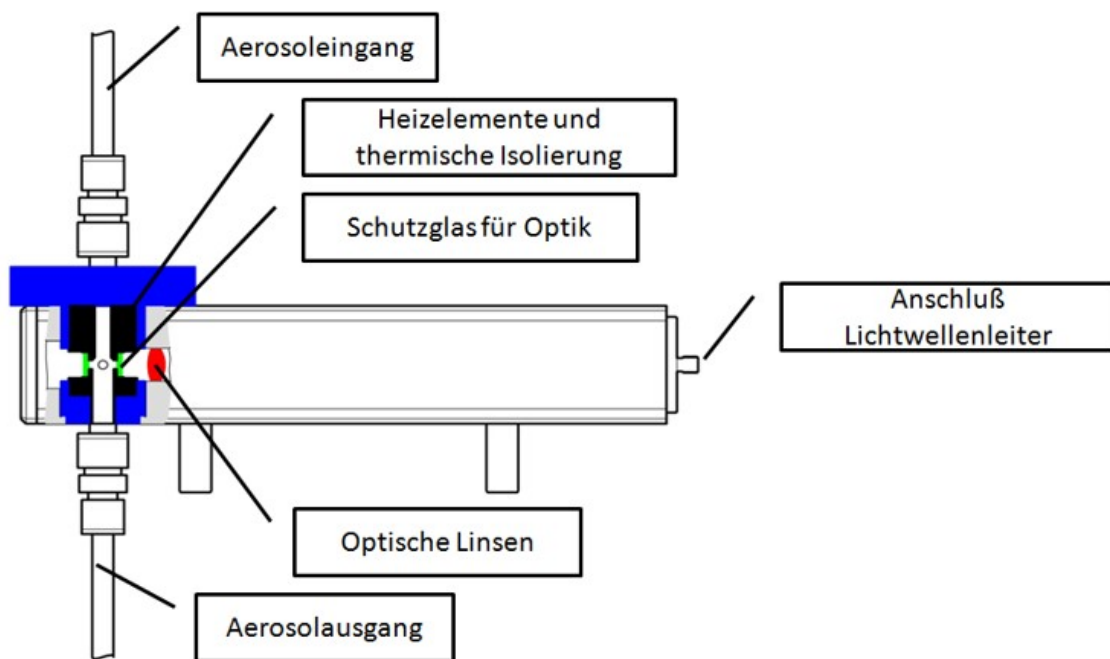 Aerosoleingang
Heizelemente und
thermische Isolierung
Schutzglas für Optik
Anschluß
Lichtwellenleiter
Optische Linsen
Aerosolausgang